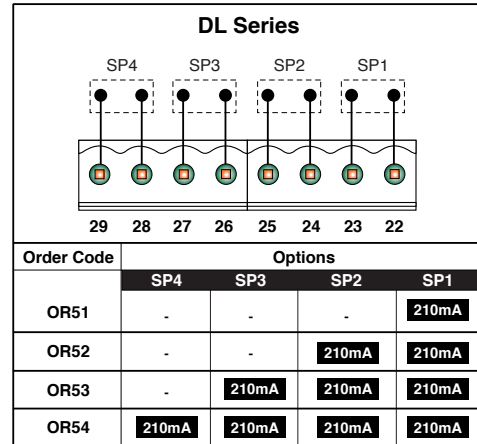 DL Series
SP4 SP3 SP2 SP1
29 28 27 26 25 24 23 22
Order Code Options
SP4 SP3 SP2 SP1
OR51 - - - 210mA
OR52 - - 210mA 210mA
OR53 - 210mA 210mA 210mA
OR54 210mA 210mA 210mA 210mA